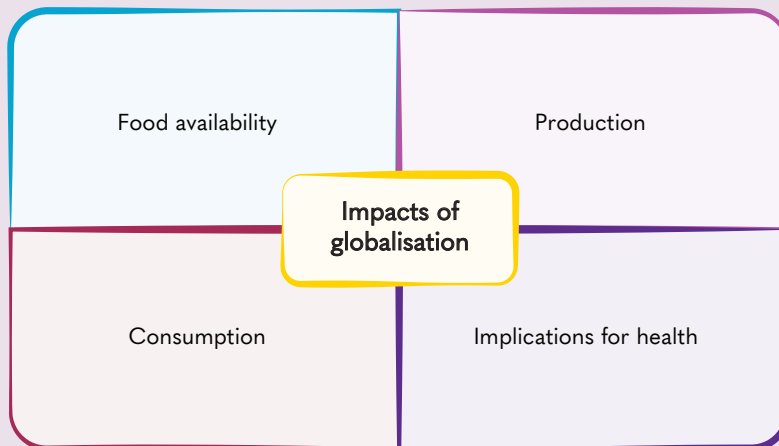 Food availability
Production
Impacts of
globalisation
Consumption
Implications for health